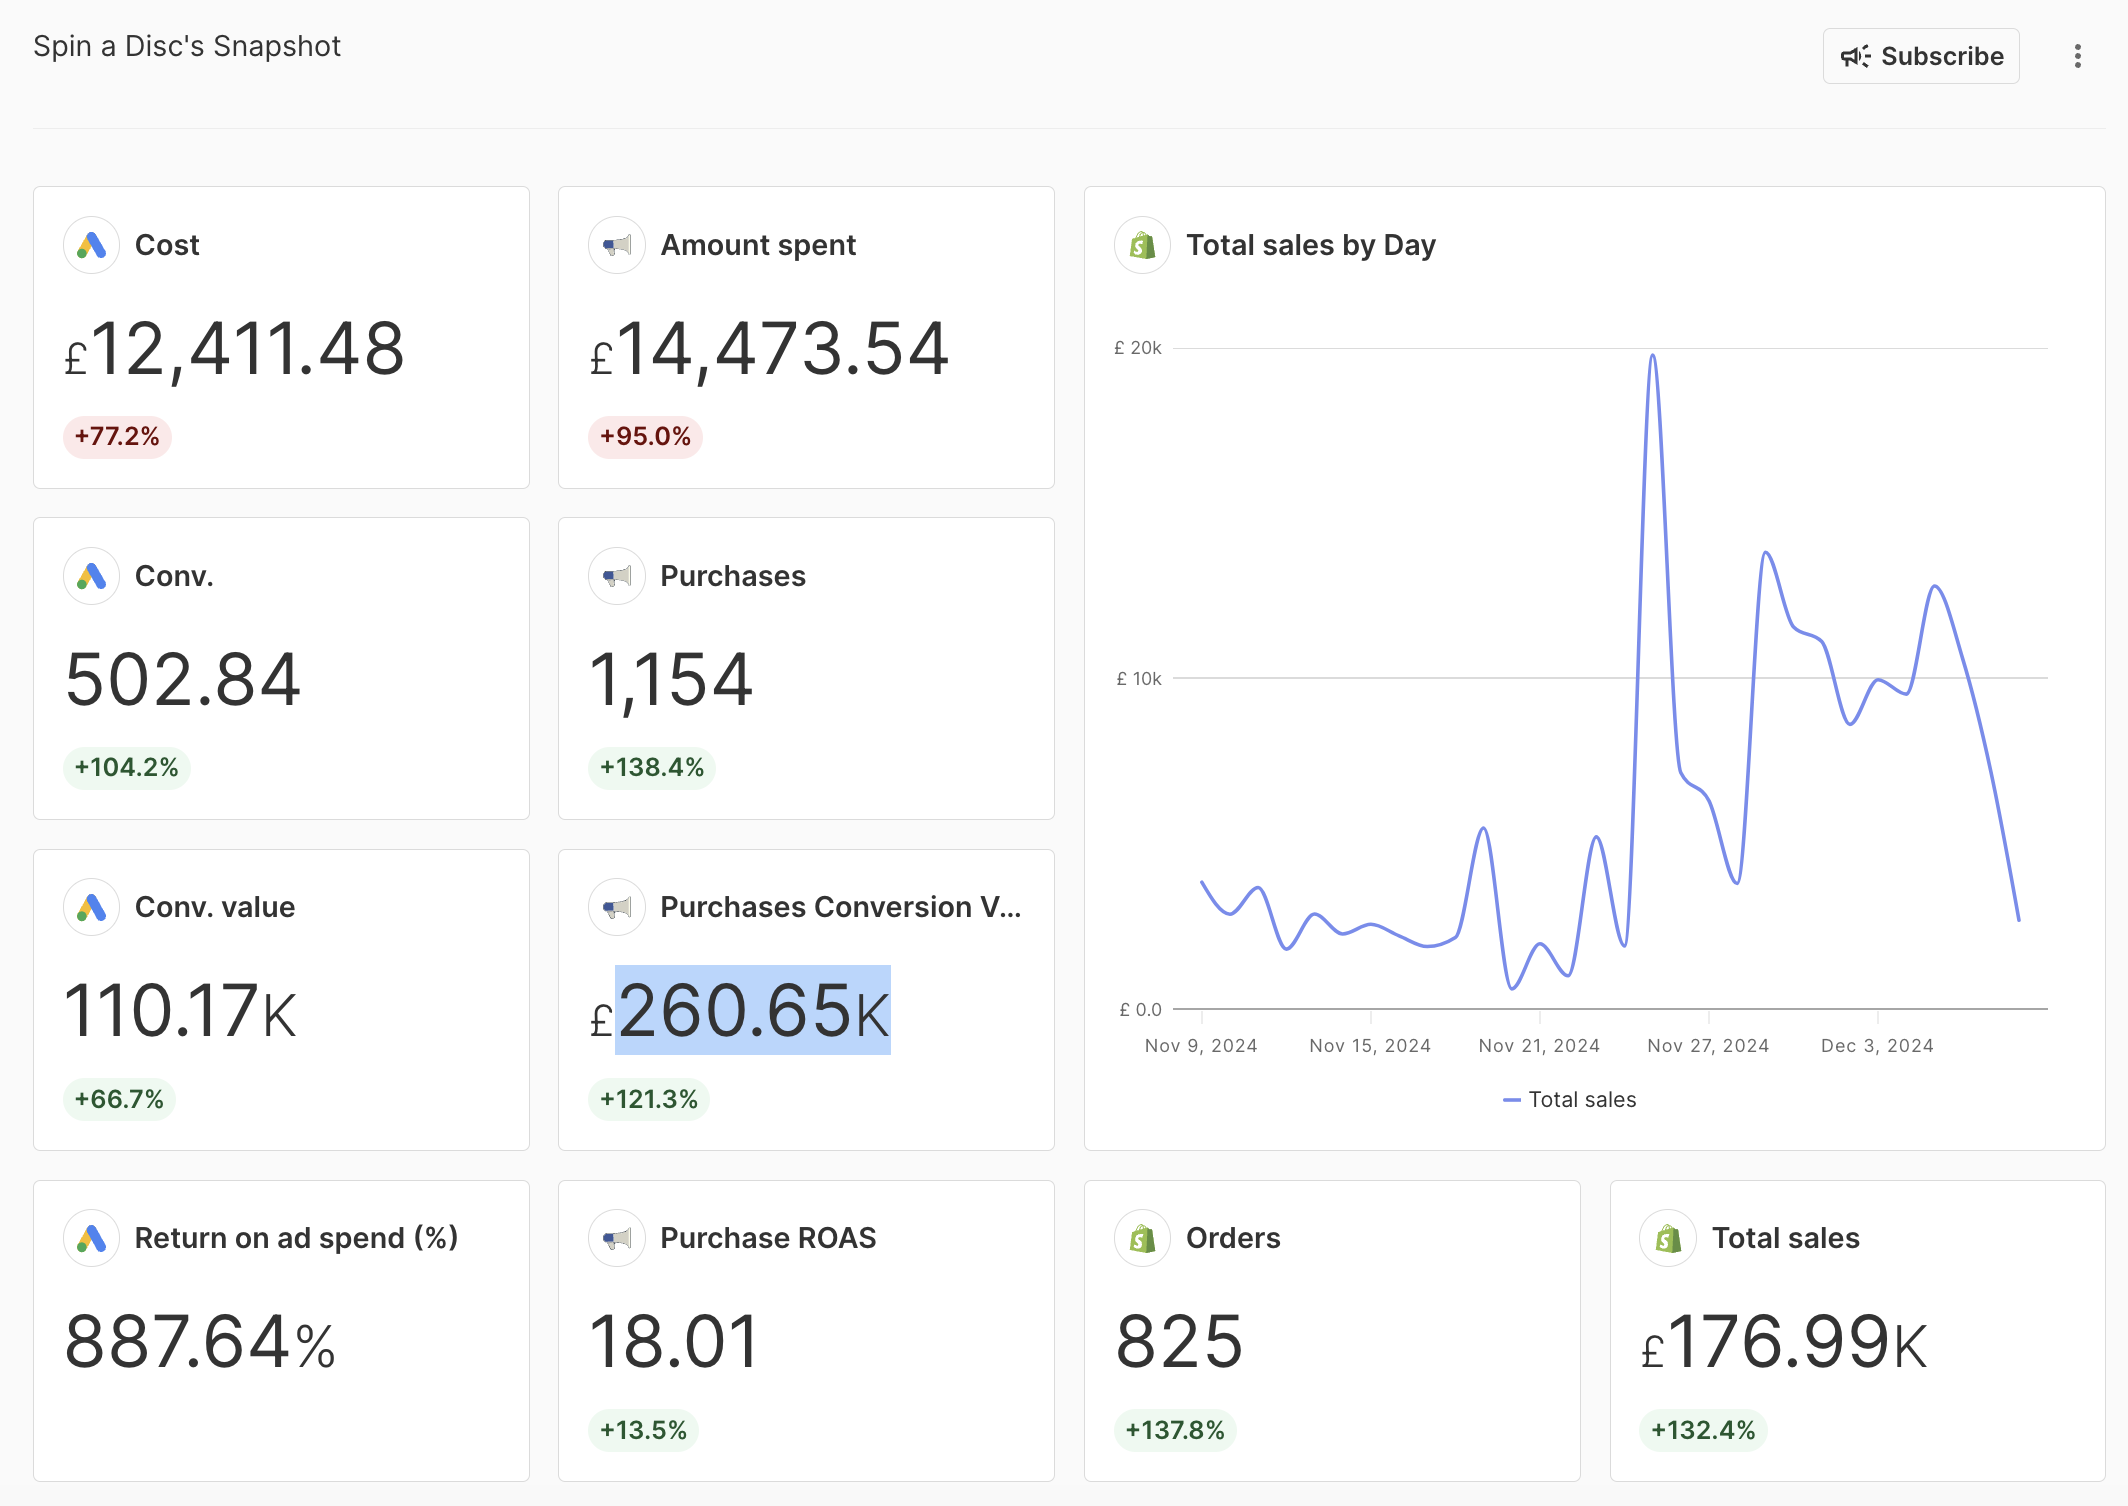 Spin a Disc's Snapshot
Subscribe
Cost
£12,411.48
+77.2%
Amount spent
£14,473.54
+95.0%
Total sales by Day
£ 20k
£ 10k
£ 0.0
Nov 9, 2024
Nov 15, 2024
Nov 21, 2024
Nov 27, 2024
Dec 3, 2024
Total sales
Conv.
502.84
+104.2%
Purchases
1,154
+138.4%
Conv. value
110.17K
+66.7%
Purchases Conversion V...
£260.65K
+121.3%
Return on ad spend (%)
887.64%
Purchase ROAS
18.01
+13.5%
Orders
825
+137.8%
Total sales
£176.99K
+132.4%